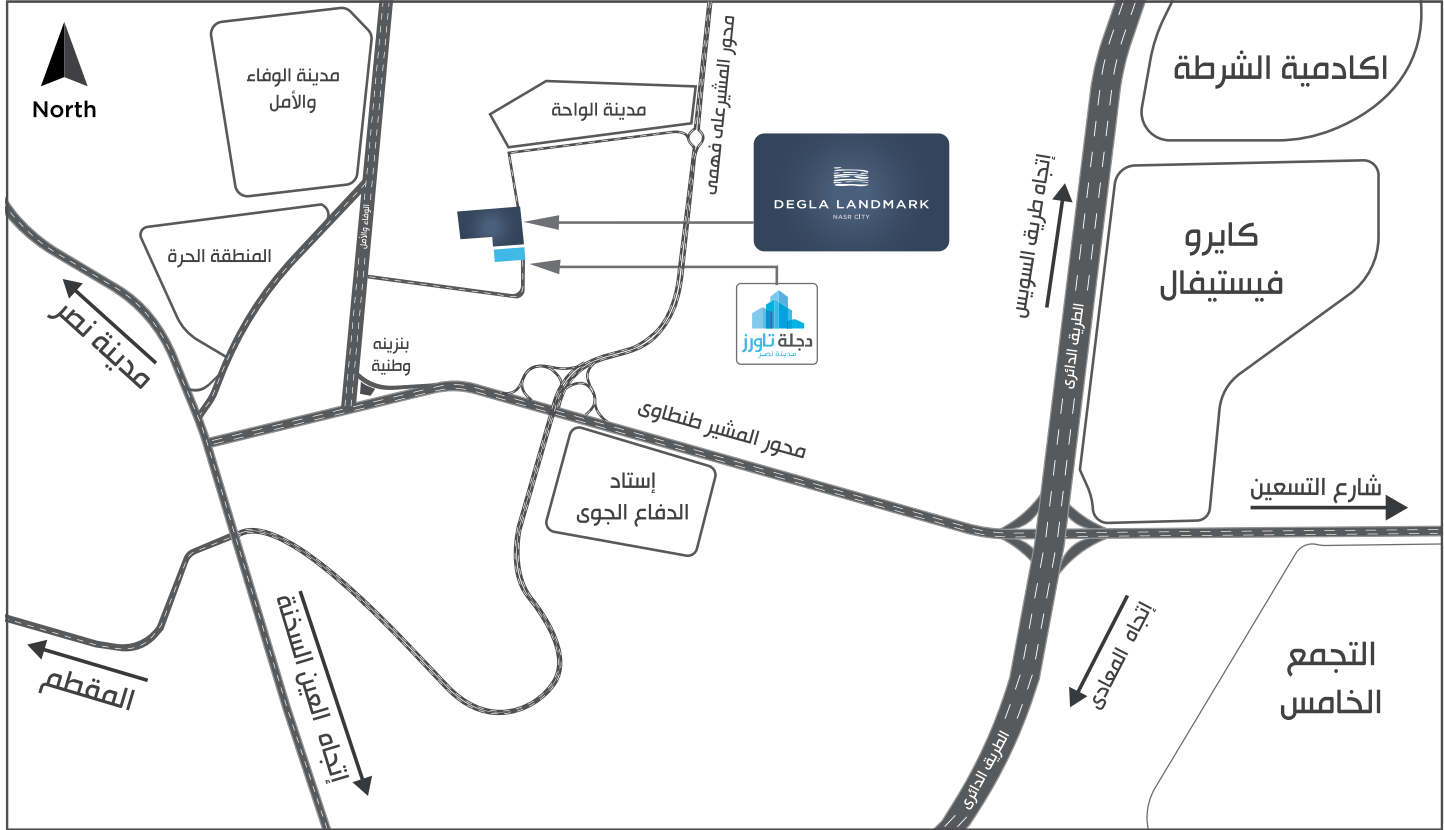 North
مدينة الوفاء
والأمل
الوفاء والأمل
المنطقة الحرة
مدينة نصر
بنزينه
وطنية
مدينة الواحة
محور المشير على فهمى
DEGLA LANDMARK
NASR CITY
دجلة تاورز
مدينة نصر
محور المشير طنطاوى
إستاد
الدفاع الجوى
إتجاه طريق السويس
الطريق الدائرى
اكادمية الشرطة
كايرو
فيستيفال
شارع التسعين
التجمع
الخامس
إتجاه المعادى
الطريق الدائرى
إتجاه العين السخنة
المقطم